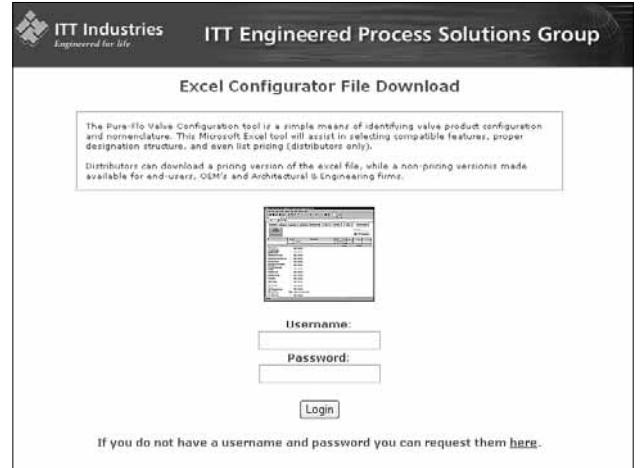 ITT Industries
Engineered for life
ITT Engineered Process Solutions Group
Excel Configurator File Download
The Pure-Flo Valve Configuration tool is a simple means of identifying valve product configuration
and nomenclature. This Microsoft Excel tool will assist in selecting compatible features, proper
designation structure, and even list pricing (distributors only).
Distributors can download a pricing version of the excel file, while a non-pricing versionis made
available for end-users, OEM's and Architectural & Engineering firms.
Username:
Password:
Login
If you do not have a username and password you can request them here.